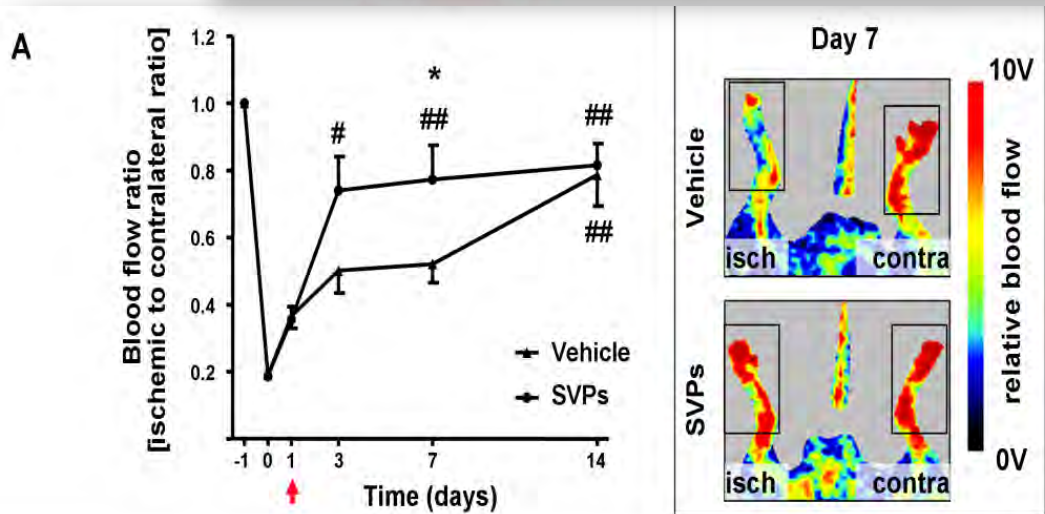 A
Blood flow ratio
[ischemic to contralateral ratio]
1.2
1.0
0.8
0.6
0.4
0.2
#
*
##
##
##
Vehicle
SVPs
-1 0 1 3 7 14
Time (days)
Day 7
Vehicle
isch contra
SVPs
isch contra
10V
relative blood flow
0V